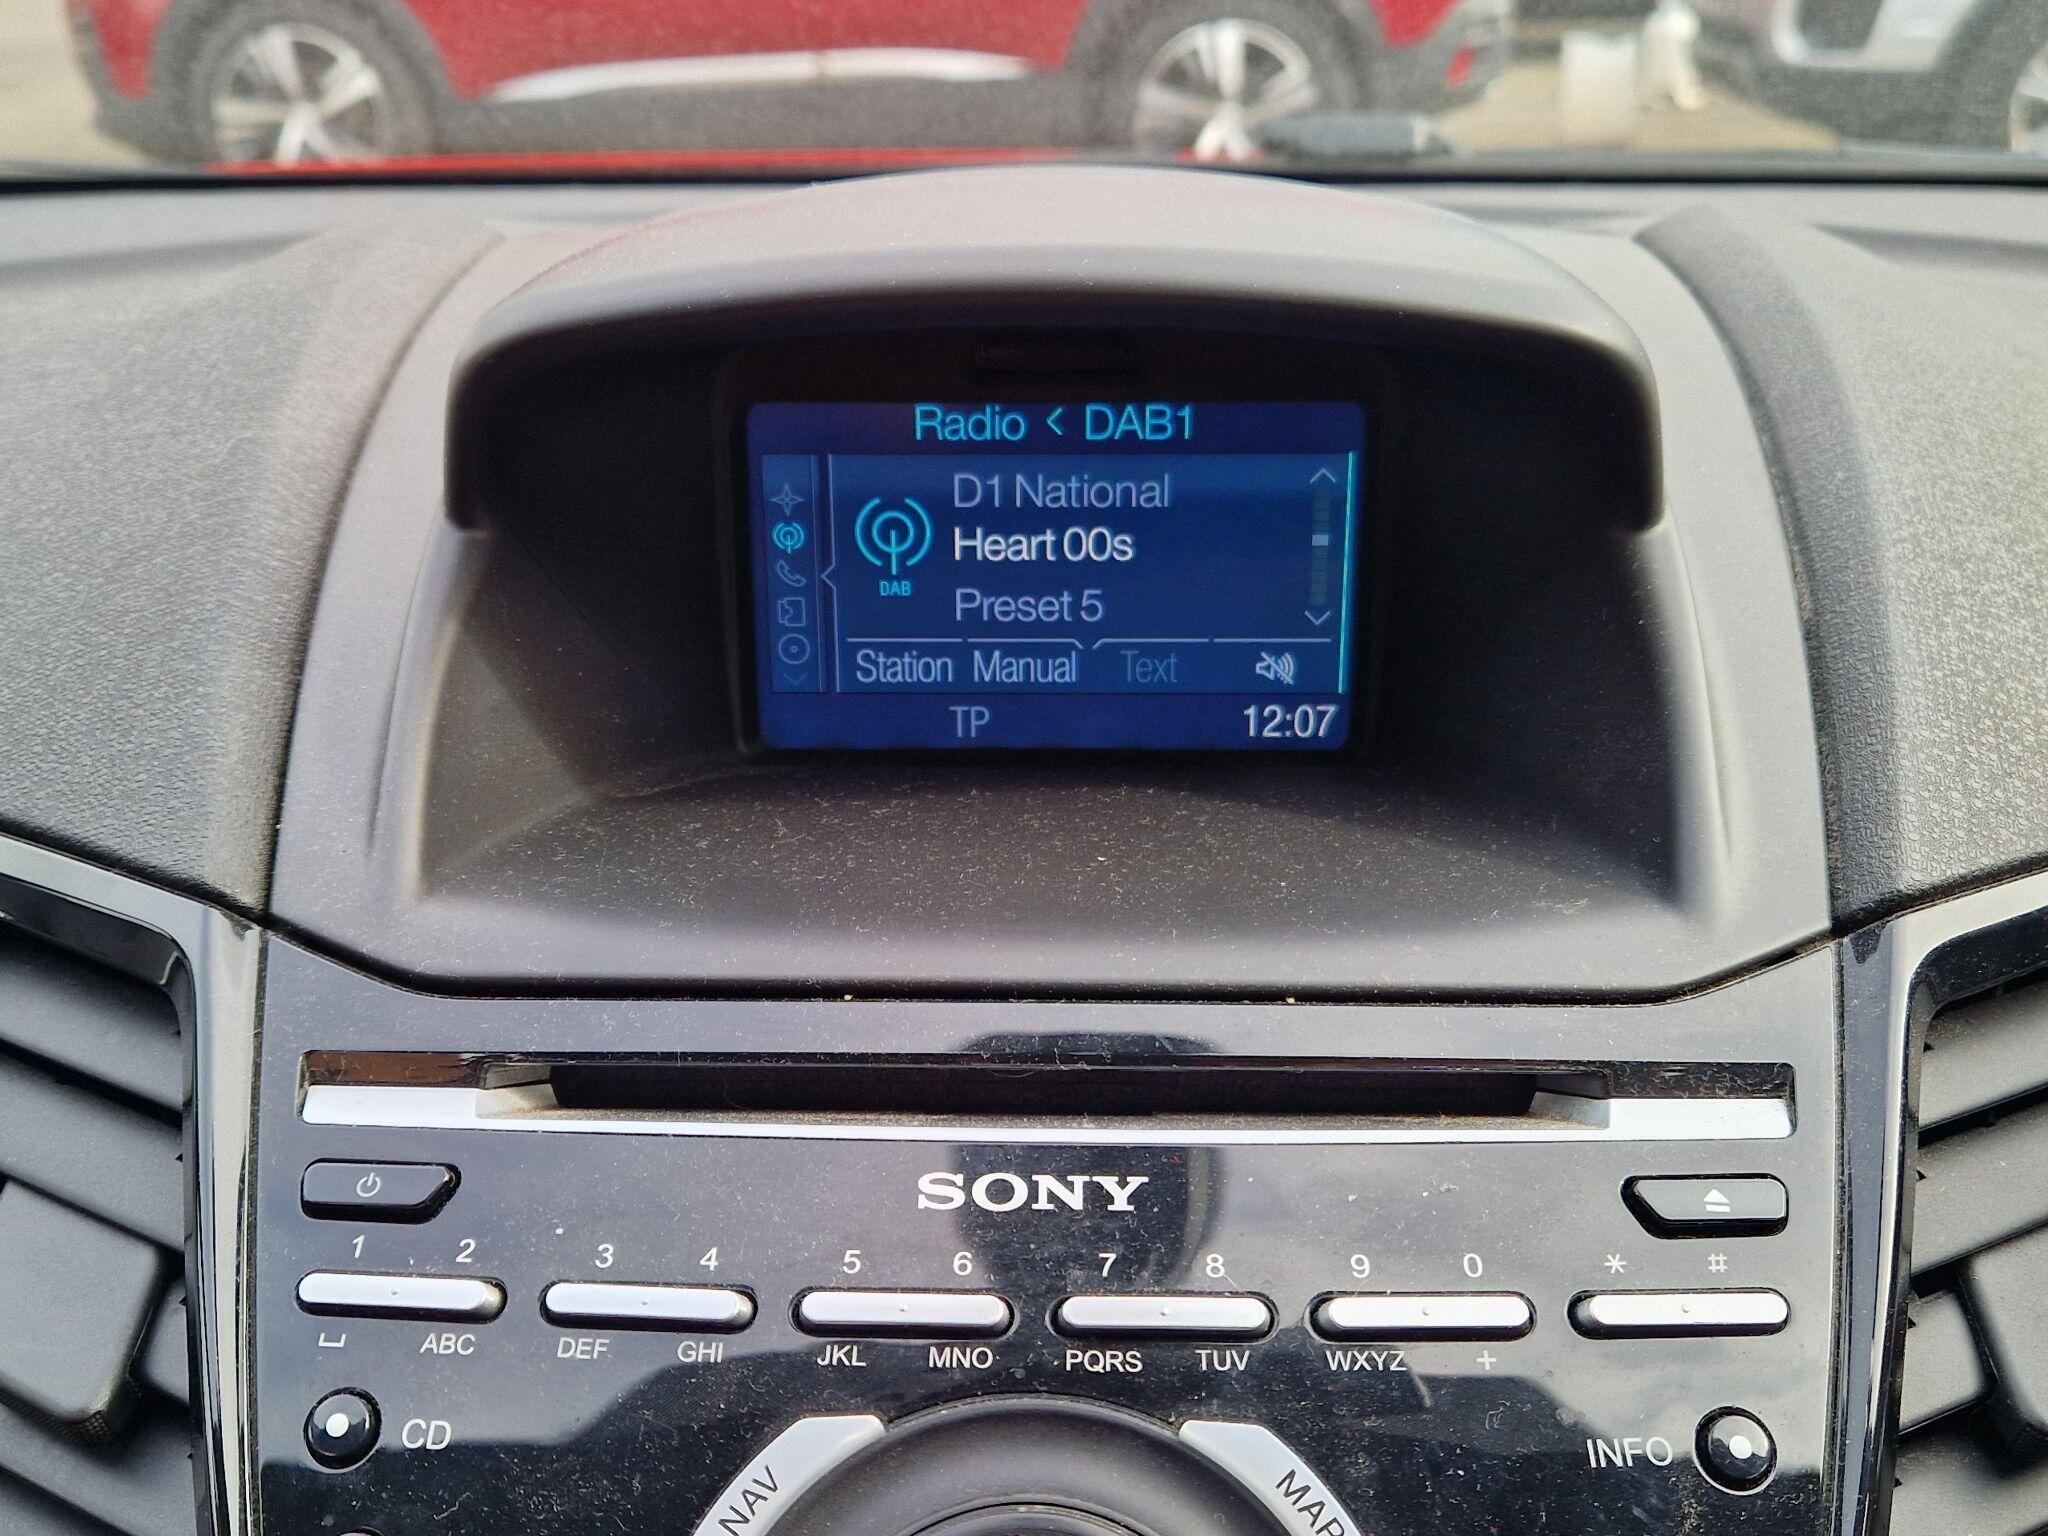 Radio < DAB1
D1 National
Heart 00s
DAB
Preset 5
Station Manual Text
TP 12:07
SONY
1 2 3 4 5 6 7 8 9 0 * #
ABC DEF GHI JKL MNO PQRS TUV WXYZ +
CD INFO
NAV MAP